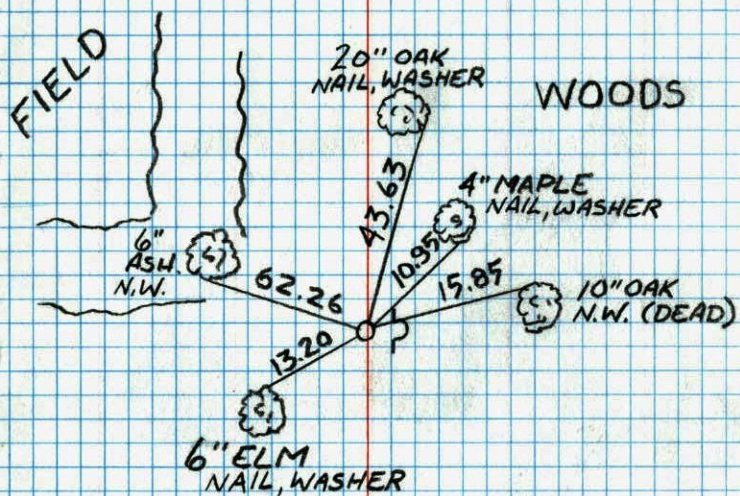 FIELD
20" OAK
NAIL, WASHER
WOODS
43.63
4" MAPLE
NAIL, WASHER
10.95
6"
ASH
N.W.
62.26
15.85
10" OAK
N.W. (DEAD)
13.20
6" ELM
NAIL, WASHER